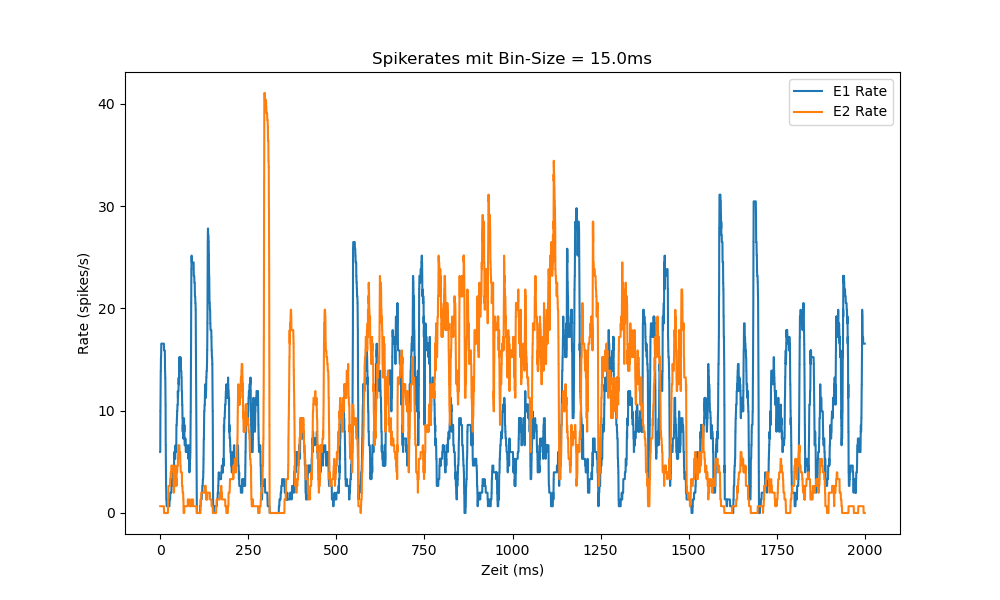 Spikerates mit Bin-Size = 15.0ms
E1 Rate
E2 Rate
Rate (spikes/s)
40
30
20
10
0
0 250 500 750 1000 1250 1500 1750 2000
Zeit (ms)